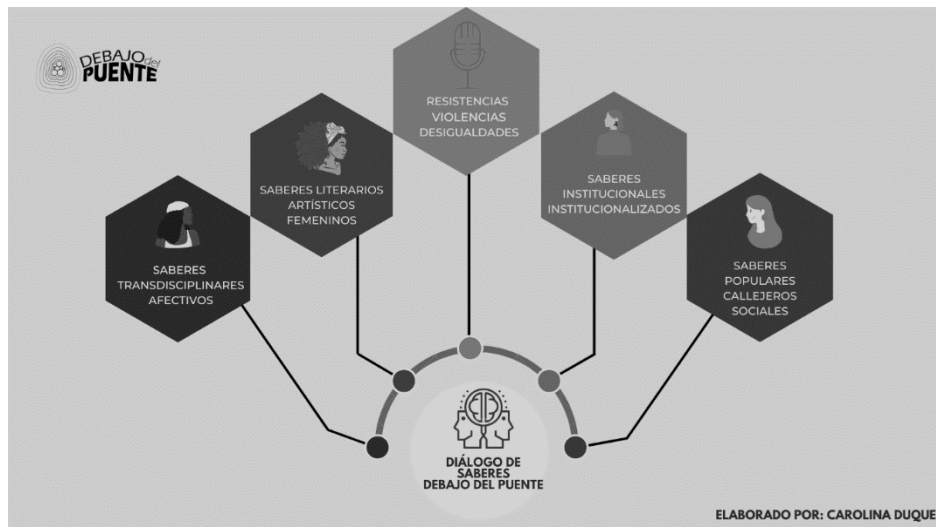 DEBAJO del
PUENTE
RESISTENCIAS
VIOLENCIAS
DESIGUALDADES
SABERES LITERARIOS
ARTÍSTICOS
FEMENINOS
SABERES
INSTITUCIONALES
INSTITUCIONALIZADOS
SABERES
TRANSDISCIPLINARES
AFECTIVOS
SABERES
POPULARES
CALLEJEROS
SOCIALES
DIÁLOGO DE
SABERES
DEBAJO DEL PUENTE
ELABORADO POR: CAROLINA DUQUE